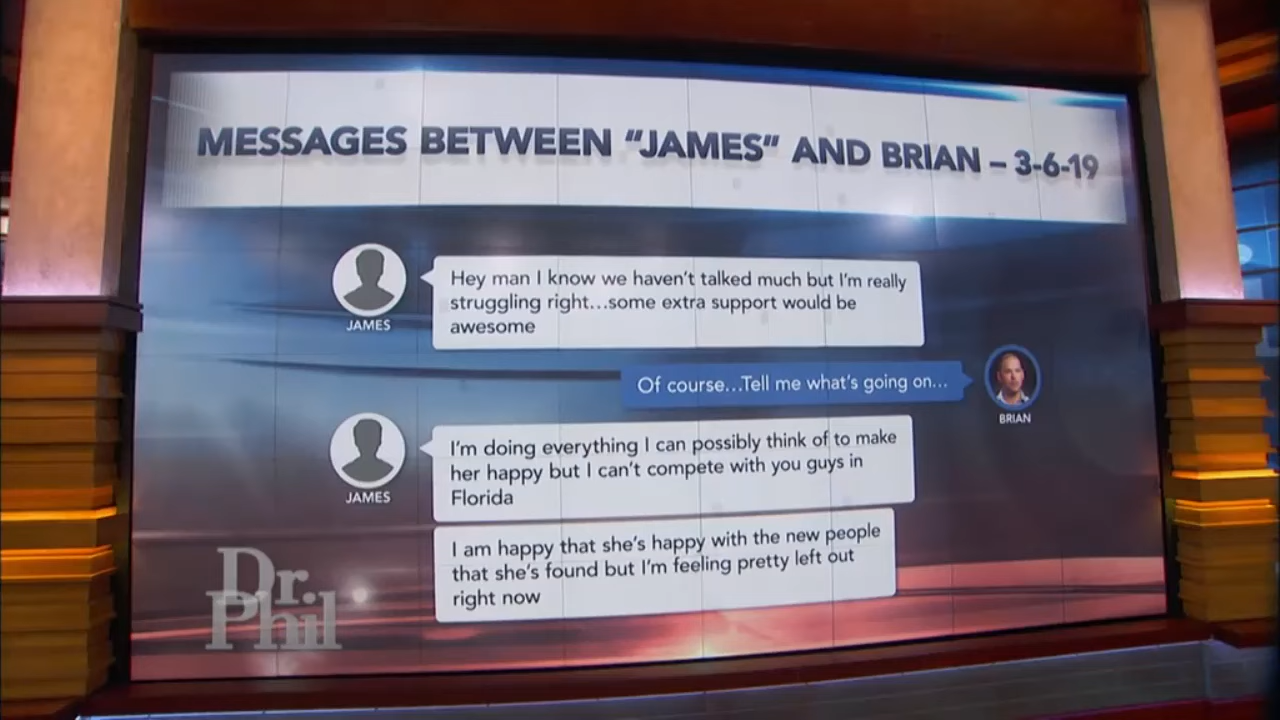 MESSAGES BETWEEN "JAMES" AND BRIAN – 3-6-19
Hey man I know we haven't talked much but I'm really
struggling right...some extra support would be
awesome
JAMES
Of course...Tell me what's going on...
BRIAN
I'm doing everything I can possibly think of to make
her happy but I can't compete with you guys in
Florida
JAMES
I am happy that she's happy with the new people
that she's found but I'm feeling pretty left out
right now
Dr.
Phil